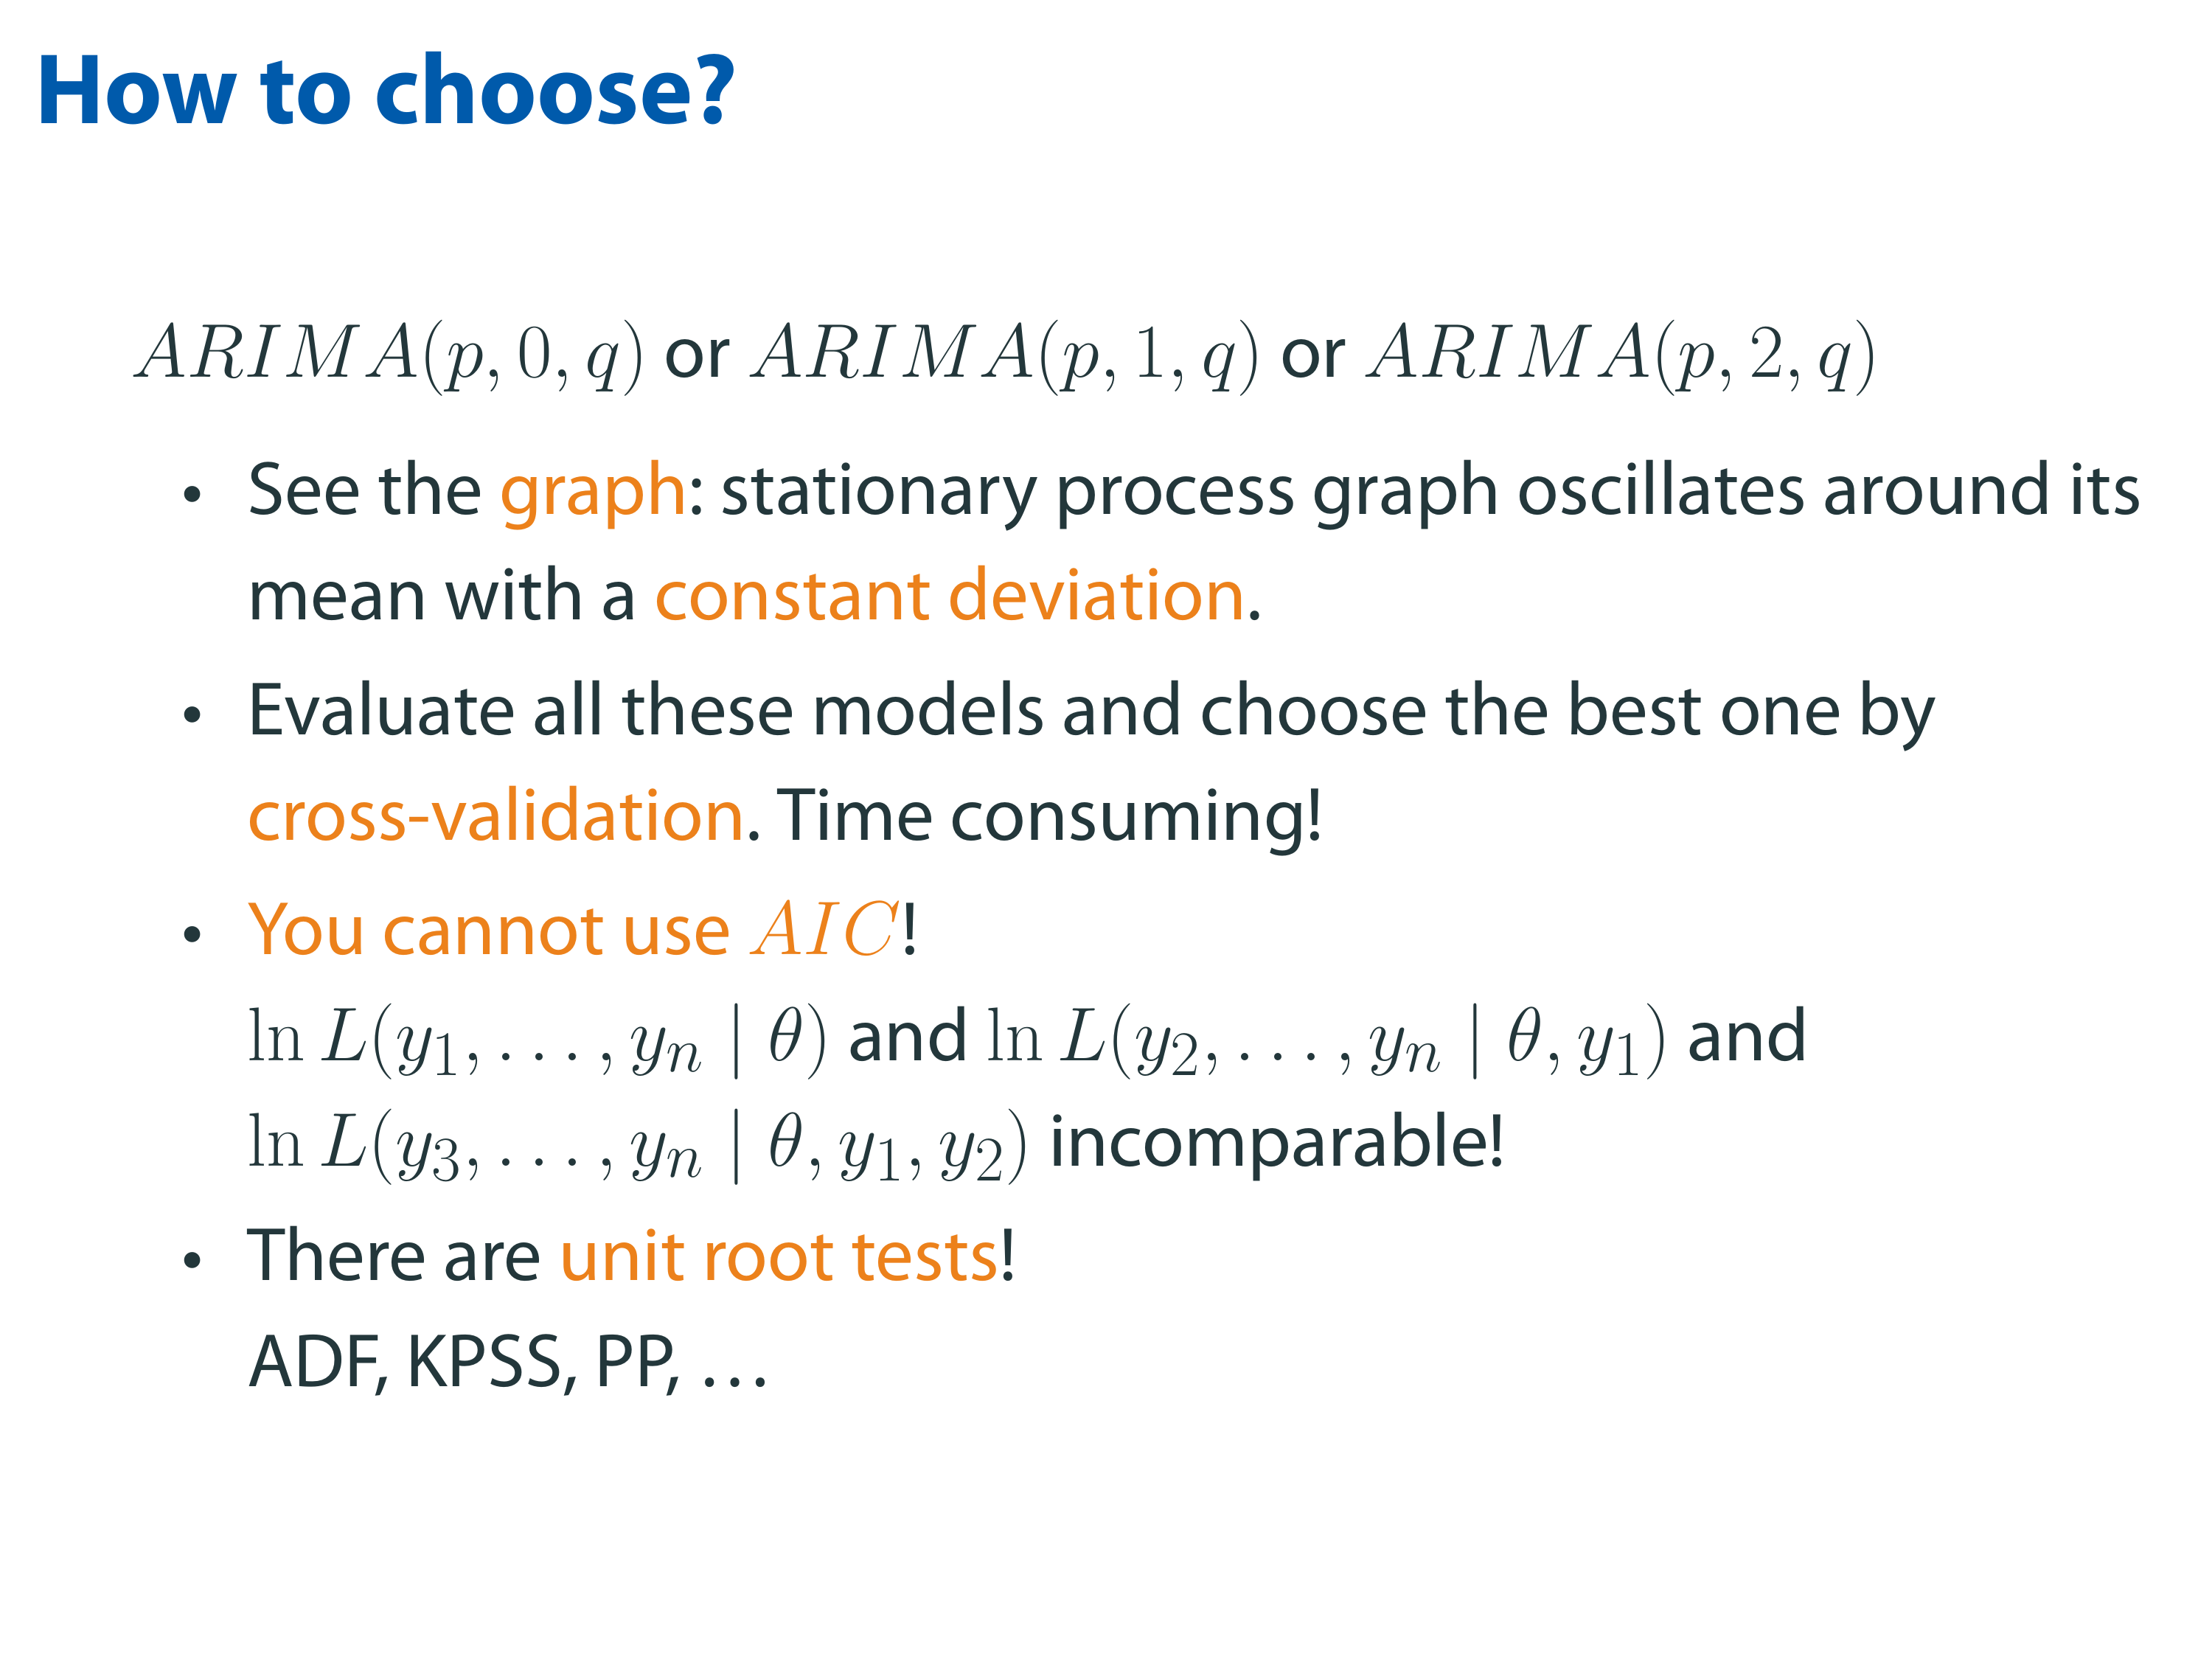 How to choose?
ARIMA(p, 0, q) or ARIMA(p, 1, q) or ARIMA(p, 2, q)
• See the graph: stationary process graph oscillates around its
mean with a constant deviation.
• Evaluate all these models and choose the best one by
cross-validation. Time consuming!
• You cannot use AIC!
ln L(y₁, . . . , yₙ | θ) and ln L(y₂, . . . , yₙ | θ, y₁) and
ln L(y₃, . . . , yₙ | θ, y₁, y₂) incomparable!
• There are unit root tests!
ADF, KPSS, PP, …